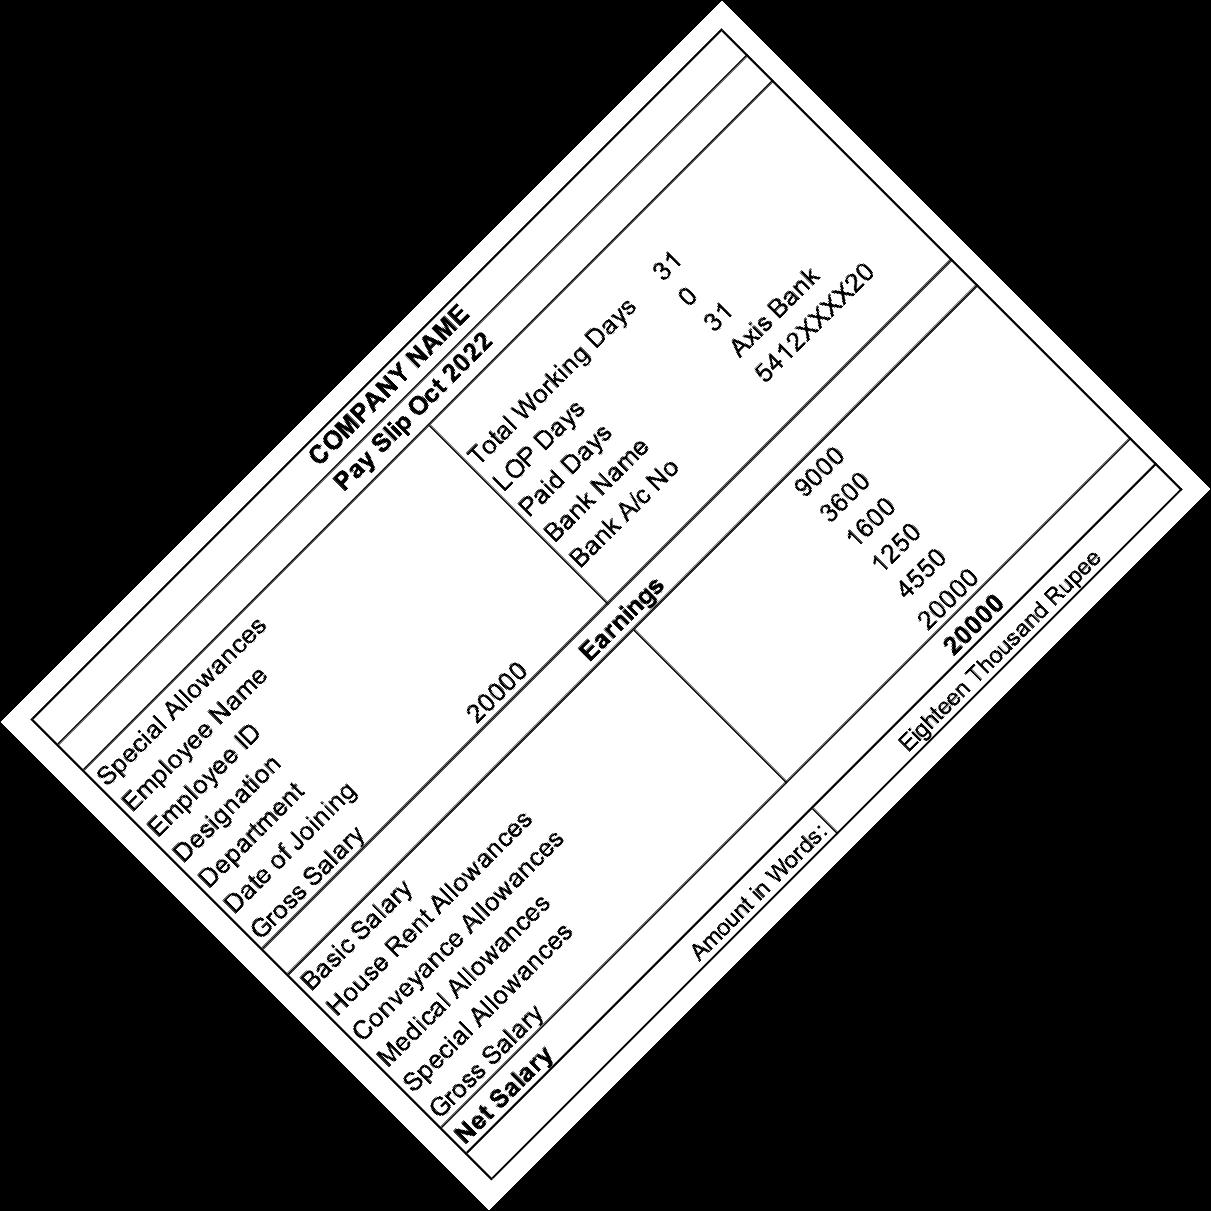 COMPANY NAME
Pay Slip Oct 2022
Special Allowances
Employee Name Total Working Days 31
Employee ID LOP Days 0
Designation Paid Days 31
Department Bank Name Axis Bank
Date of Joining Bank A/c No 5412XXXX20
Gross Salary 20000
Earnings
Basic Salary 9000
House Rent Allowances 3600
Conveyance Allowances 1600
Medical Allowances 1250
Special Allowances 4550
Gross Salary 20000
Net Salary 20000
Amount in Words: Eighteen Thousand Rupee